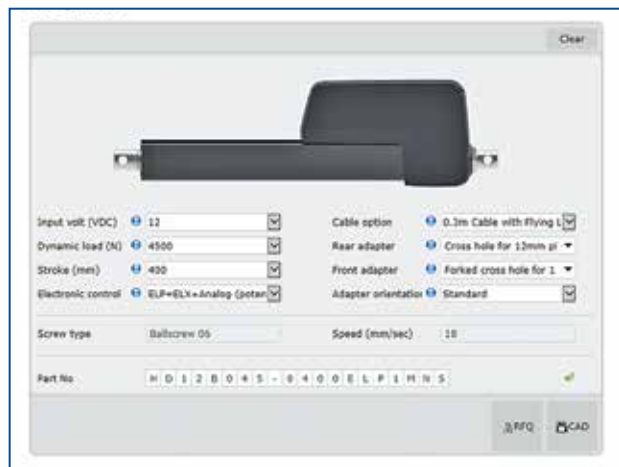 Clear
Input volt (VDC) 12 Cable option 0.3m Cable with Flying L
Dynamic load (N) 4500 Rear adapter Cross hole for 12mm pi
Stroke (mm) 400 Front adapter Forked cross hole for 1
Electronic control ELP+ELX+Analog (poten Adapter orientatio Standard
Screw type Ballscrew 06 Speed (mm/sec) 18
Part No H D 1 2 B 0 4 5 - 0 4 0 0 E L P 1 M N S
RFQ CAD